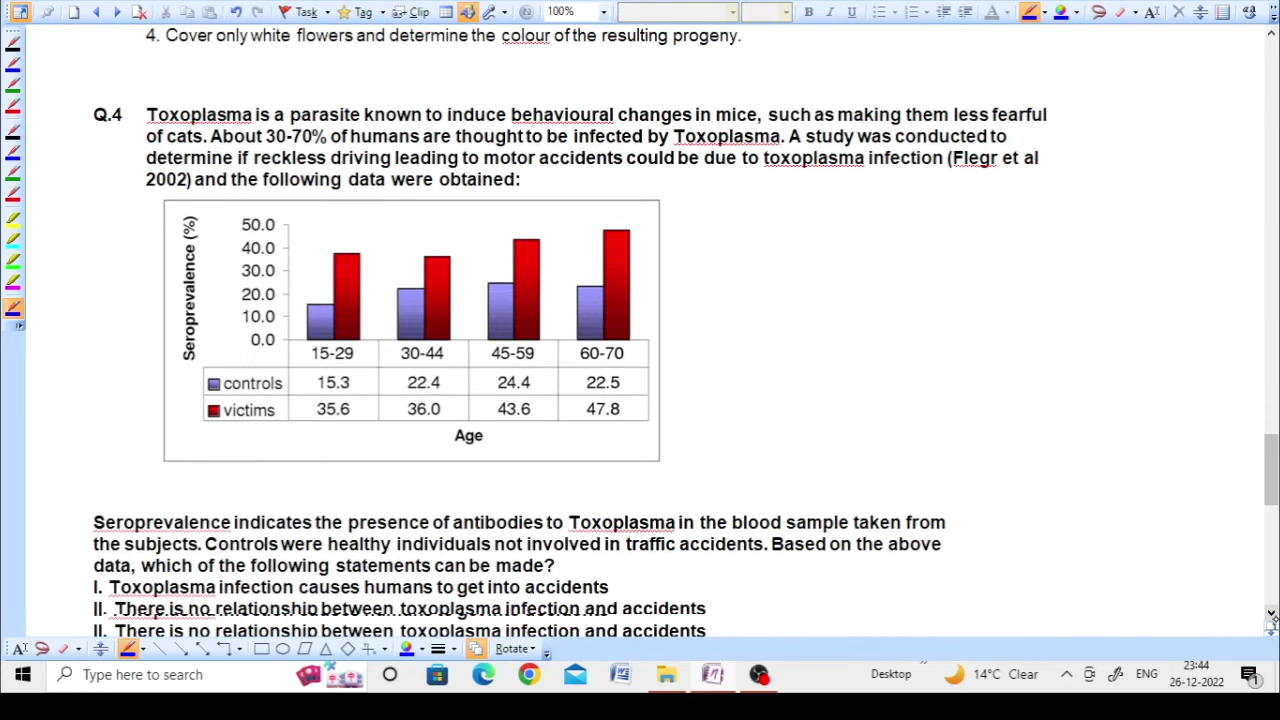 Task
Tag
Clip
100%
B I U
4. Cover only white flowers and determine the colour of the resulting progeny.
Q.4 Toxoplasma is a parasite known to induce behavioural changes in mice, such as making them less fearful
of cats. About 30-70% of humans are thought to be infected by Toxoplasma. A study was conducted to
determine if reckless driving leading to motor accidents could be due to toxoplasma infection (Flegr et al
2002) and the following data were obtained:
Seroprevalence (%)
50.0
40.0
30.0
20.0
10.0
0.0
15-29 30-44 45-59 60-70
controls 15.3 22.4 24.4 22.5
victims 35.6 36.0 43.6 47.8
Age
Seroprevalence indicates the presence of antibodies to Toxoplasma in the blood sample taken from
the subjects. Controls were healthy individuals not involved in traffic accidents. Based on the above
data, which of the following statements can be made?
I. Toxoplasma infection causes humans to get into accidents
II. There is no relationship between toxoplasma infection and accidents
II. There is no relationship between toxoplasma infection and accidents
Rotate
Type here to search
Desktop
14°C Clear
ENG
23:44
26-12-2022